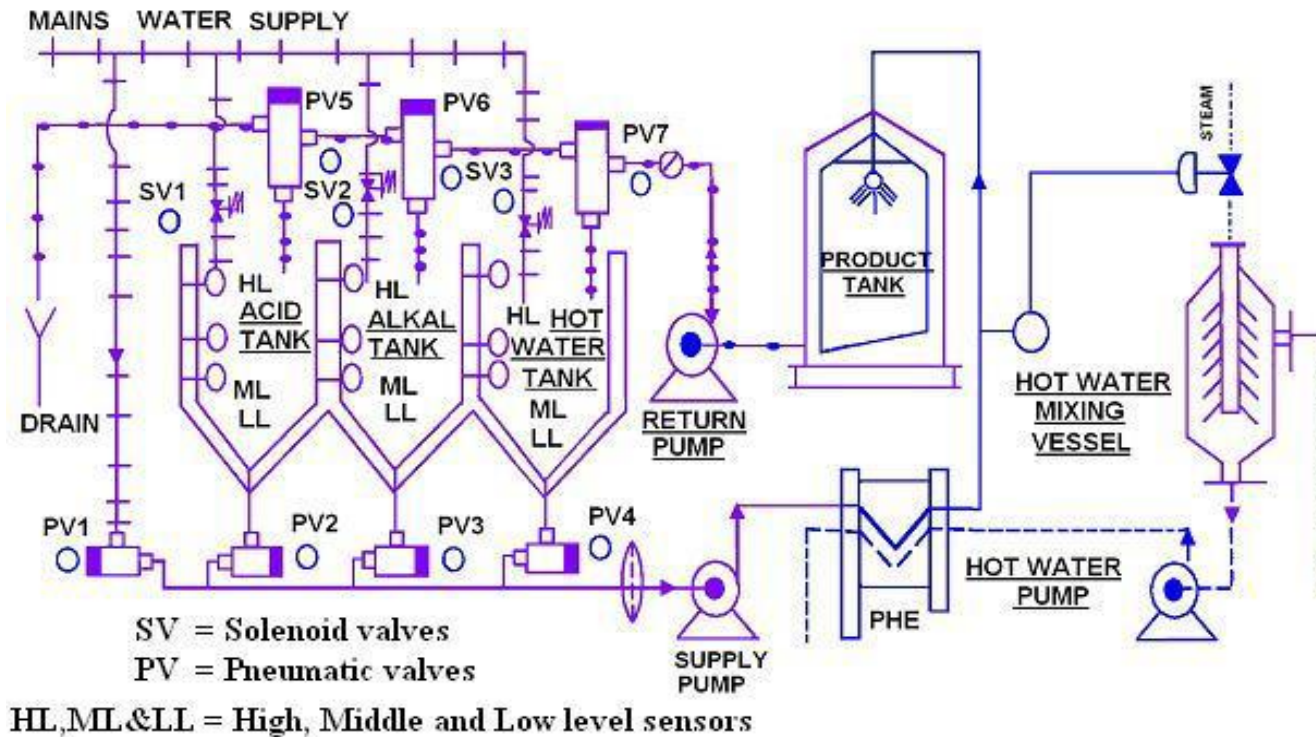 MAINS WATER SUPPLY
PV5
PV6
PV7
STEAM
SV1
SV2
SV3
HL
ACID
TANK
ML
LL
HL
ALKAL
TANK
ML
LL
HL
HOT
WATER
TANK
ML
LL
PRODUCT
TANK
RETURN
PUMP
HOT WATER
MIXING
VESSEL
DRAIN
PV1
PV2
PV3
PV4
HOT WATER
PUMP
PHE
SUPPLY
PUMP
SV = Solenoid valves
PV = Pneumatic valves
HL,ML&LL = High, Middle and Low level sensors